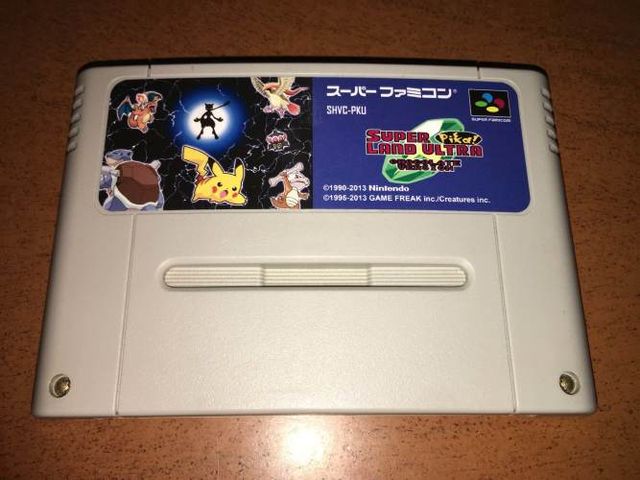 スーパーファミコン®
SHVC-PKU
SUPER FAMICOM
SUPER Pika!
LAND ULTRA
©1990-2013 Nintendo
©1995-2013 GAME FREAK inc./Creatures inc.